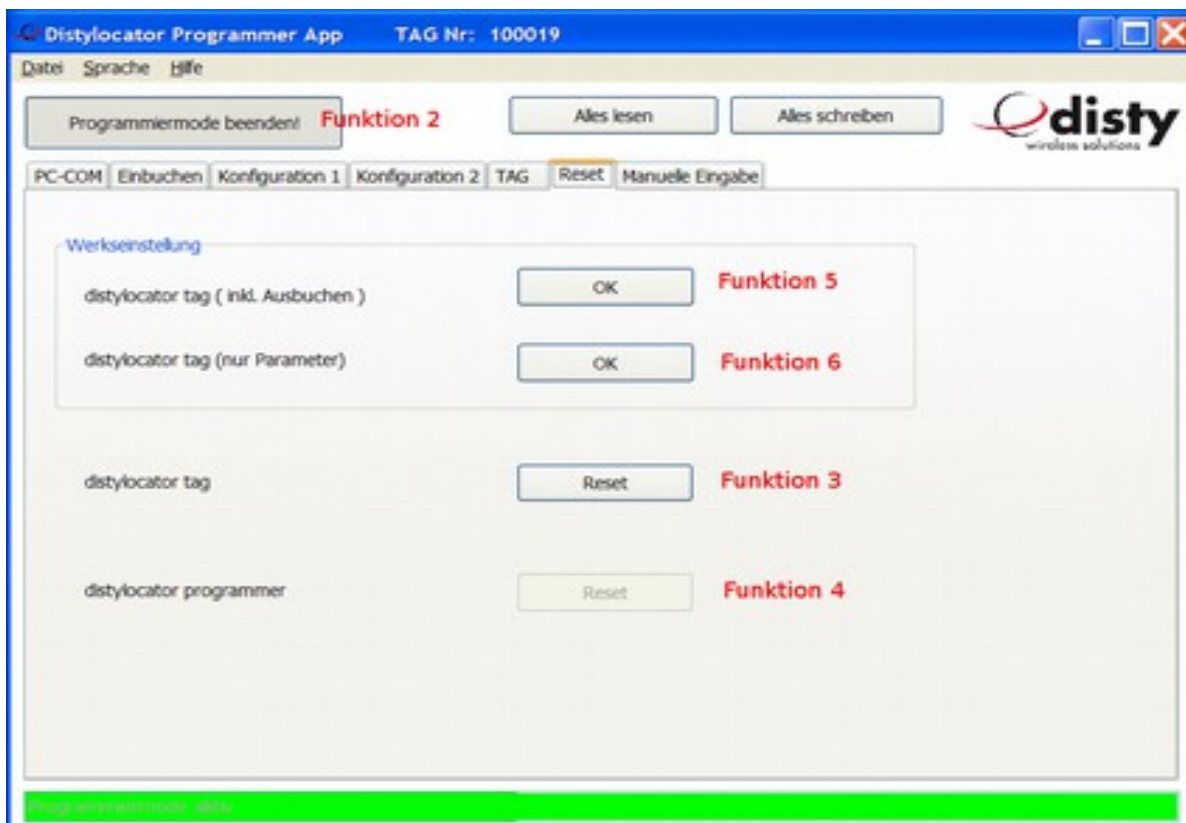 Distylocator Programmer App TAG Nr: 100019
Datei Sprache Hilfe
Programmiermode beenden! Funktion 2 Alles lesen Alles schreiben
disty
wireless solutions
PC-COM Einbuchen Konfiguration 1 Konfiguration 2 TAG Reset Manuelle Eingabe
Werkseinstellung
distylocator tag ( inkl. Ausbuchen ) OK Funktion 5
distylocator tag (nur Parameter) OK Funktion 6
distylocator tag Reset Funktion 3
distylocator programmer Reset Funktion 4
Programmiermode aktiv